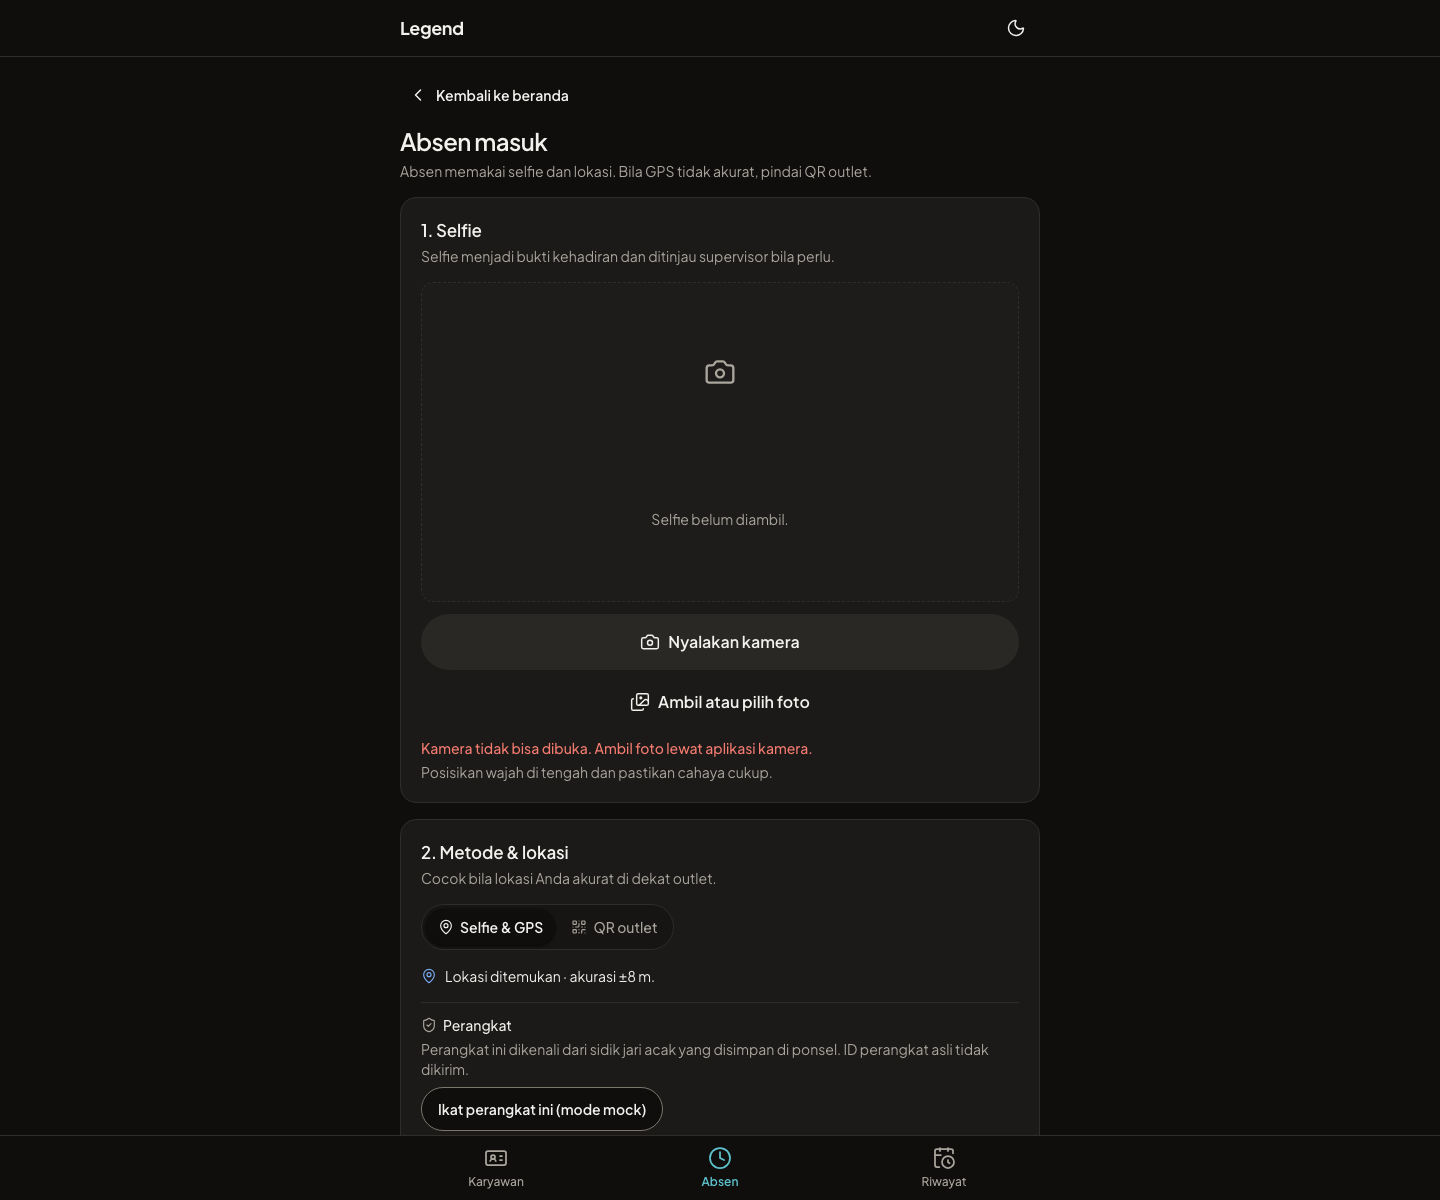 Legend
Kembali ke beranda
Absen masuk
Absen memakai selfie dan lokasi. Bila GPS tidak akurat, pindai QR outlet.
1. Selfie
Selfie menjadi bukti kehadiran dan ditinjau supervisor bila perlu.
Selfie belum diambil.
Nyalakan kamera
Ambil atau pilih foto
Kamera tidak bisa dibuka. Ambil foto lewat aplikasi kamera.
Posisikan wajah di tengah dan pastikan cahaya cukup.
2. Metode & lokasi
Cocok bila lokasi Anda akurat di dekat outlet.
Selfie & GPS
QR outlet
Lokasi ditemukan · akurasi ±8 m.
Perangkat
Perangkat ini dikenali dari sidik jari acak yang disimpan di ponsel. ID perangkat asli tidak
dikirim.
Ikat perangkat ini (mode mock)
Karyawan
Absen
Riwayat